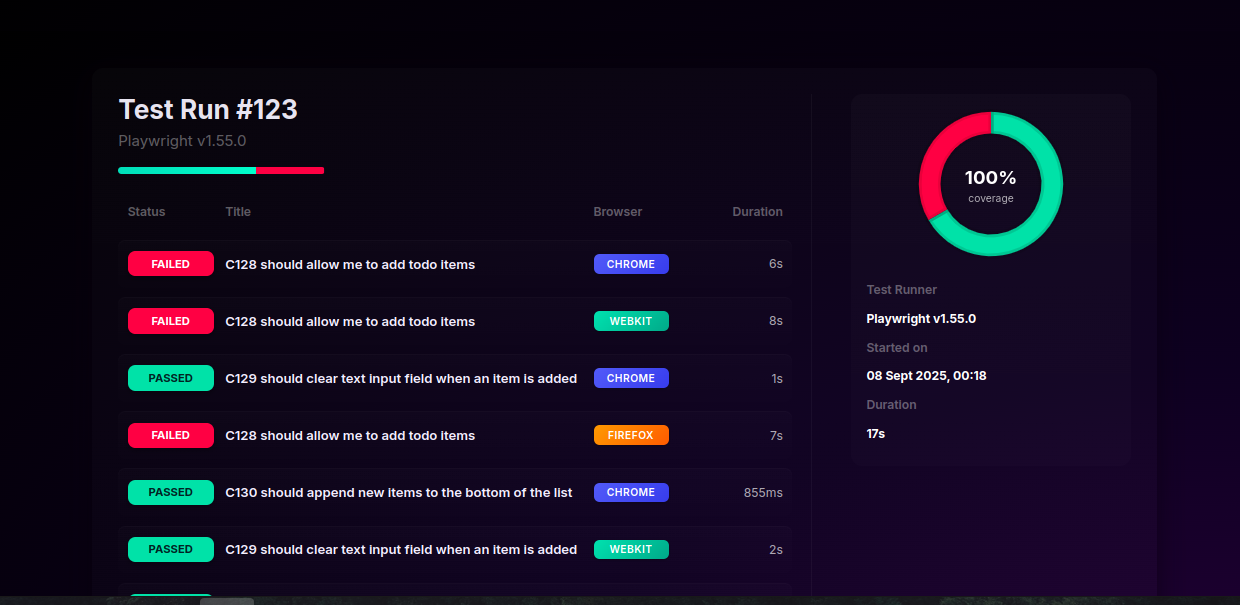 Test Run #123
Playwright v1.55.0
Status Title Browser Duration
FAILED C128 should allow me to add todo items CHROME 6s
FAILED C128 should allow me to add todo items WEBKIT 8s
PASSED C129 should clear text input field when an item is added CHROME 1s
FAILED C128 should allow me to add todo items FIREFOX 7s
PASSED C130 should append new items to the bottom of the list CHROME 855ms
PASSED C129 should clear text input field when an item is added WEBKIT 2s
100%
coverage
Test Runner
Playwright v1.55.0
Started on
08 Sept 2025, 00:18
Duration
17s